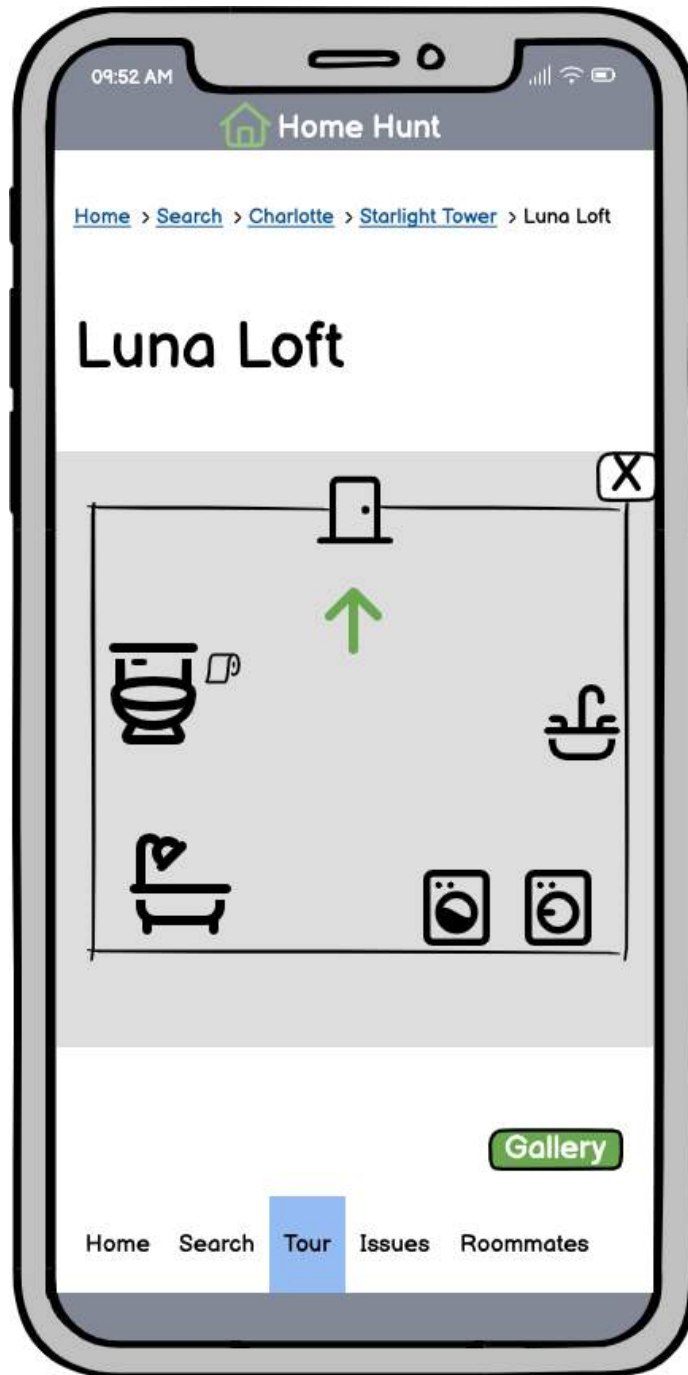 09:52 AM
Home Hunt
Home > Search > Charlotte > Starlight Tower > Luna Loft
Luna Loft
X
Gallery
Home Search Tour Issues Roommates